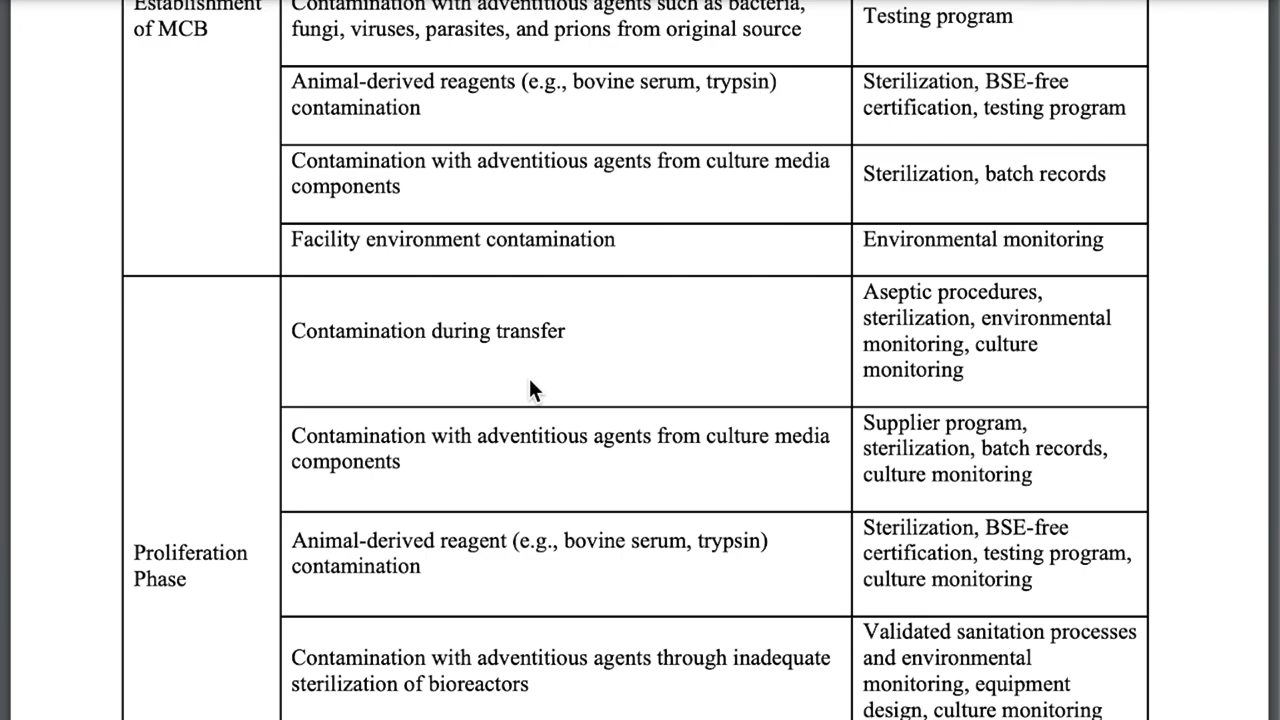 Establishment
of MCB
Contamination with adventitious agents such as bacteria,
fungi, viruses, parasites, and prions from original source
Testing program
Animal-derived reagents (e.g., bovine serum, trypsin)
contamination
Sterilization, BSE-free
certification, testing program
Contamination with adventitious agents from culture media
components
Sterilization, batch records
Facility environment contamination
Environmental monitoring
Proliferation
Phase
Contamination during transfer
Aseptic procedures,
sterilization, environmental
monitoring, culture
monitoring
Contamination with adventitious agents from culture media
components
Supplier program,
sterilization, batch records,
culture monitoring
Animal-derived reagent (e.g., bovine serum, trypsin)
contamination
Sterilization, BSE-free
certification, testing program,
culture monitoring
Contamination with adventitious agents through inadequate
sterilization of bioreactors
Validated sanitation processes
and environmental
monitoring, equipment
design, culture monitoring